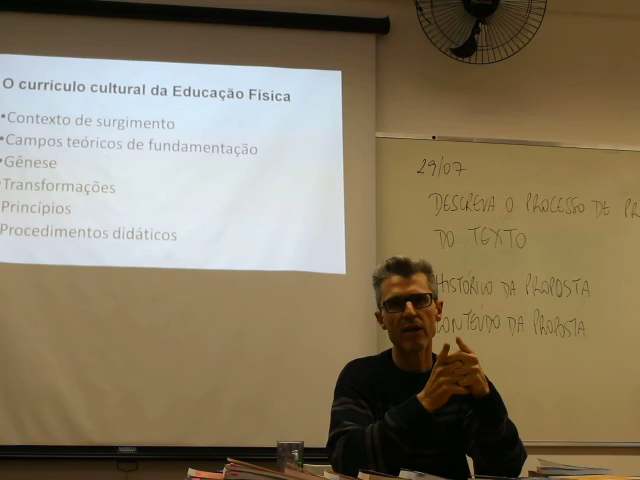 O currículo cultural da Educação Física
•Contexto de surgimento
•Campos teóricos de fundamentação
•Gênese
Transformações
Princípios
Procedimentos didáticos
29/07
DESCREVA O PROCESSO DE
DO TEXTO
HISTÓRICO DA PROPOSTA
CONTEÚDO DA PROPOSTA